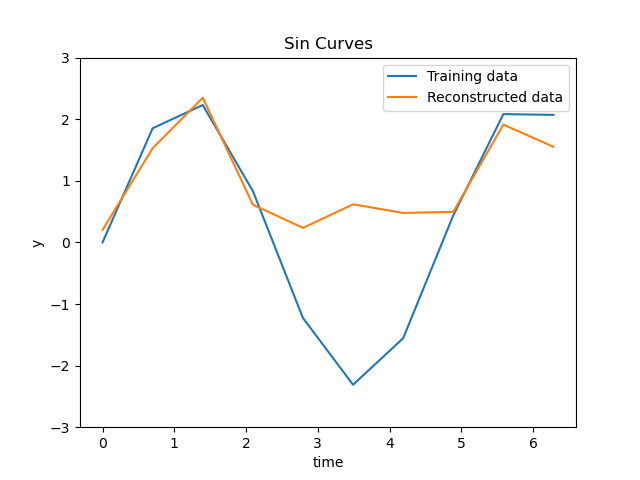 Sin Curves
Training data
Reconstructed data
3
2
1
0
−1
−2
−3
y
0 1 2 3 4 5 6
time